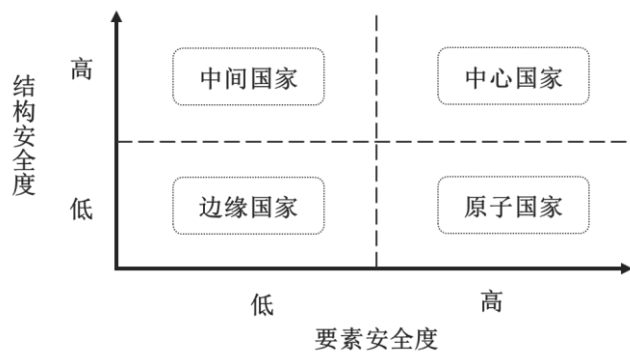 结构安全度
高
中间国家
中心国家
低
边缘国家
原子国家
低
高
要素安全度